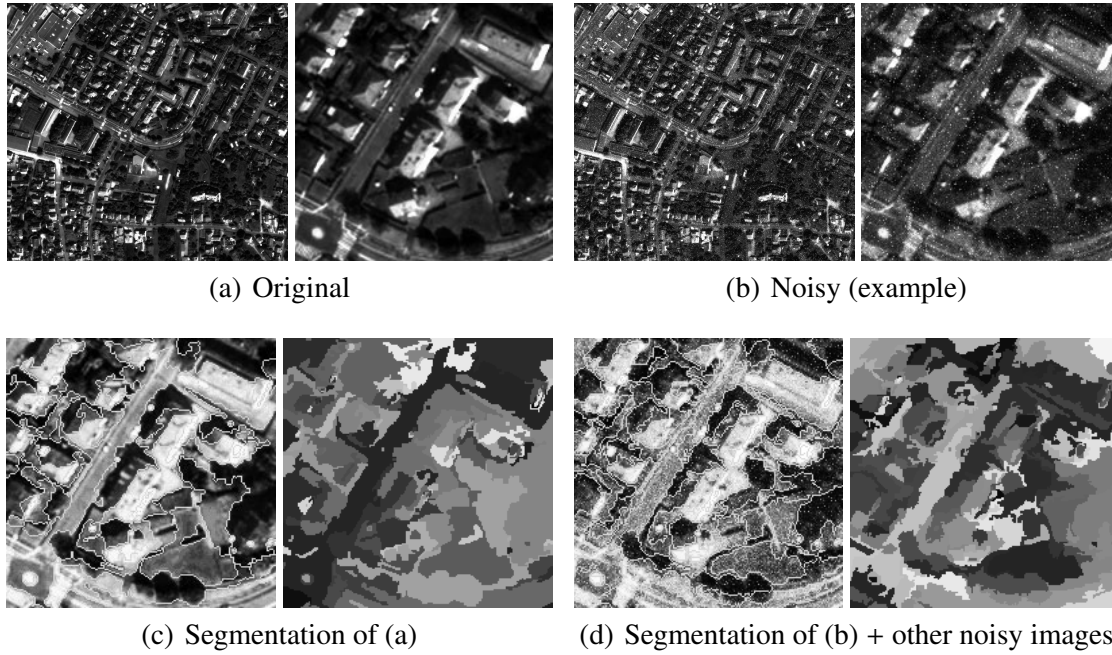 (a) Original
(b) Noisy (example)
(c) Segmentation of (a)
(d) Segmentation of (b) + other noisy images